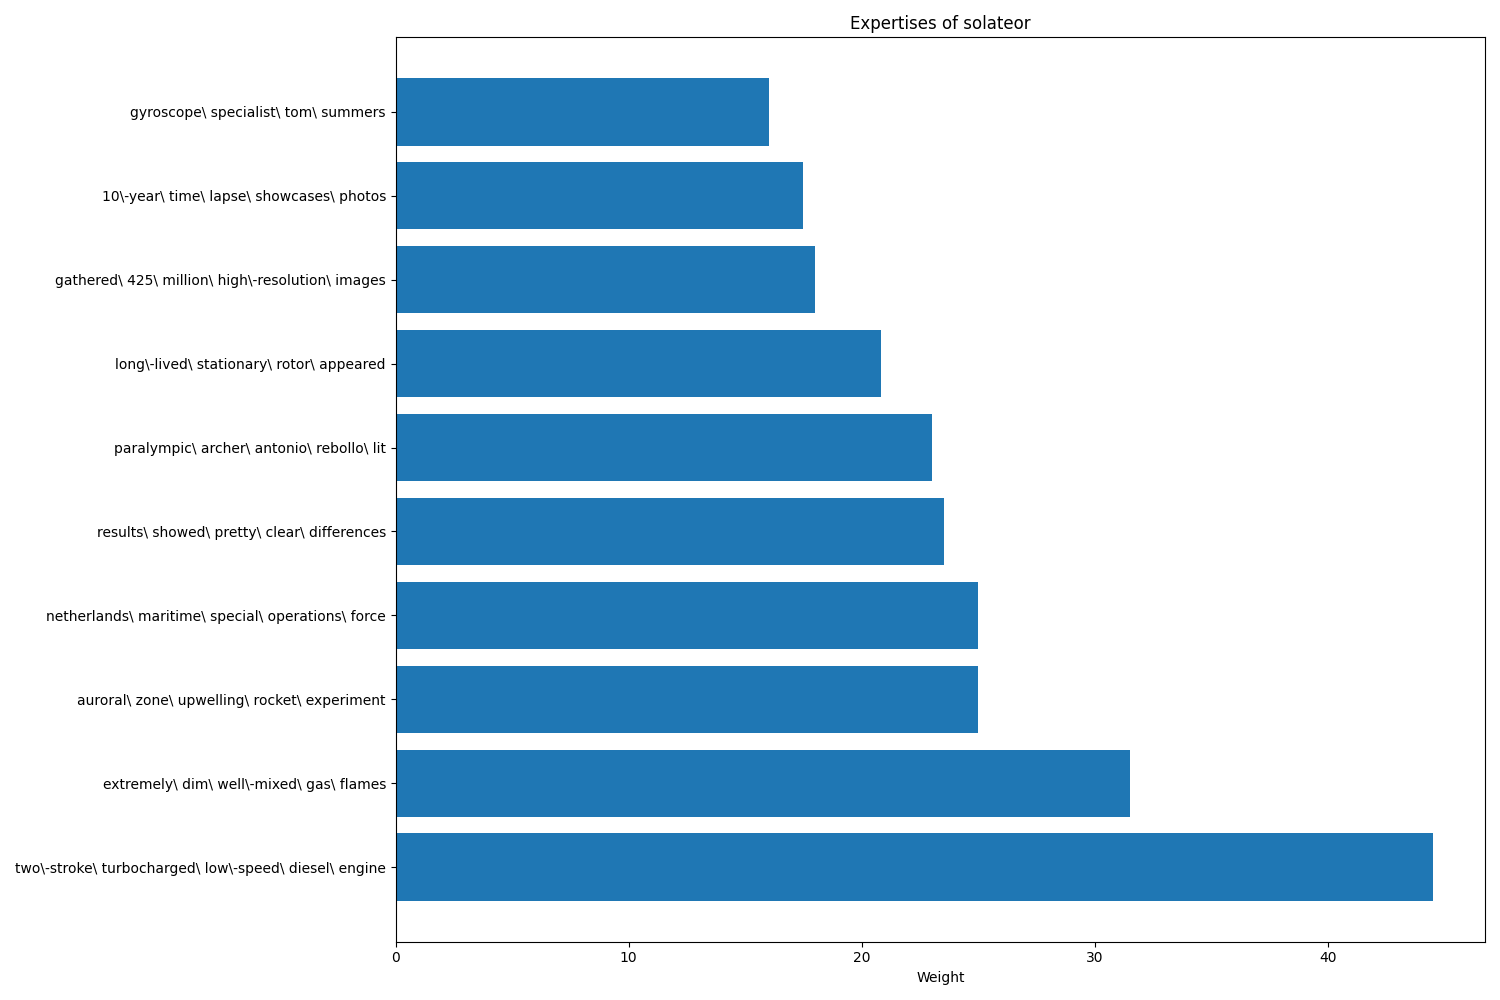 Expertises of solateor
gyroscope\ specialist\ tom\ summers
10\-year\ time\ lapse\ showcases\ photos
gathered\ 425\ million\ high\-resolution\ images
long\-lived\ stationary\ rotor\ appeared
paralympic\ archer\ antonio\ rebollo\ lit
results\ showed\ pretty\ clear\ differences
netherlands\ maritime\ special\ operations\ force
auroral\ zone\ upwelling\ rocket\ experiment
extremely\ dim\ well\-mixed\ gas\ flames
two\-stroke\ turbocharged\ low\-speed\ diesel\ engine
0 10 20 30 40
Weight